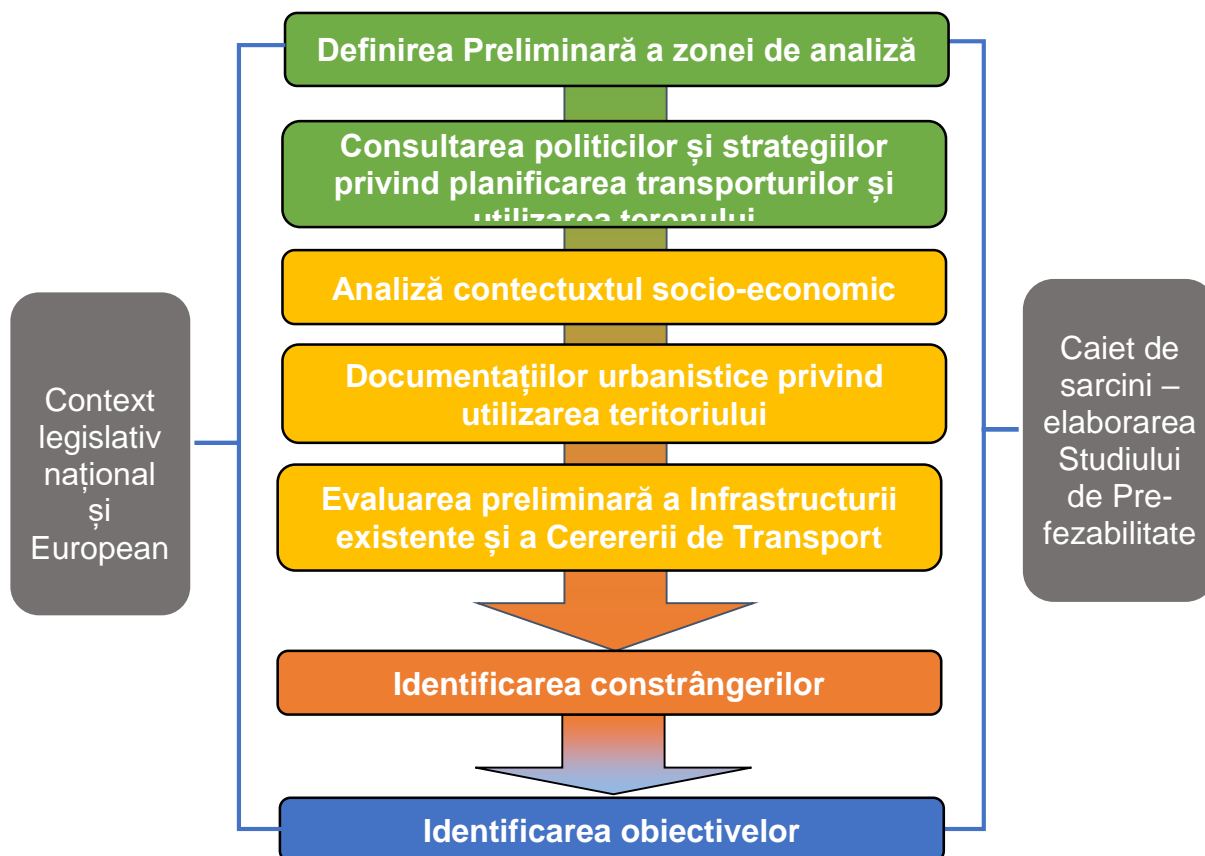 Definirea Preliminară a zonei de analiză
Consultarea politicilor și strategiilor
privind planificarea transporturilor și
utilizarea terenului
Analiză contectuxtul socio-economic
Documentațiilor urbanistice privind
utilizarea teritoriului
Evaluarea preliminară a Infrastructurii
existente și a Cerererii de Transport
Identificarea constrângerilor
Identificarea obiectivelor
Context
legislativ
național
și
European
Caiet de
sarcini –
elaborarea
Studiului
de Pre-
fezabilitate